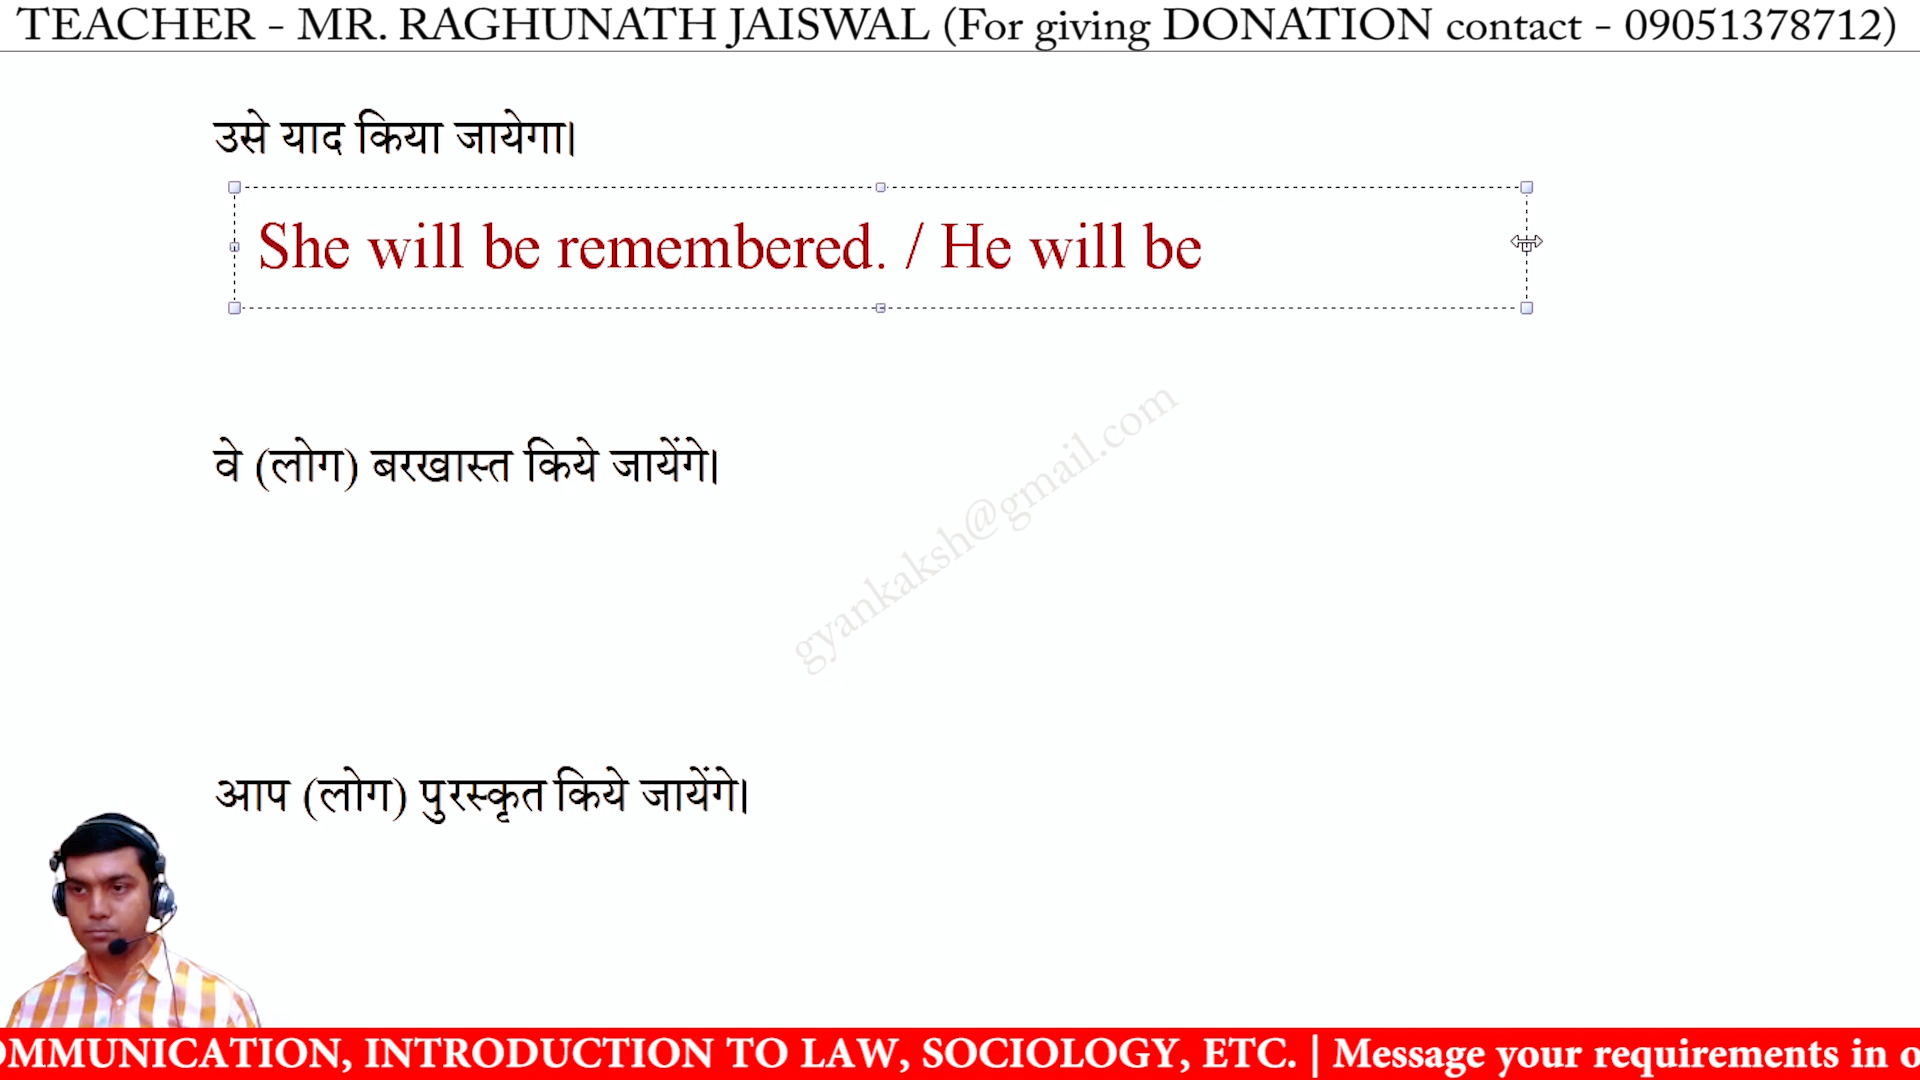 TEACHER - MR. RAGHUNATH JAISWAL (For giving DONATION contact - 09051378712)
उसे याद किया जायेगा।
She will be remembered. / He will be
वे (लोग) बरखास्त किये जायेंगे।
gyankaksh@gmail.com
आप (लोग) पुरस्कृत किये जायेंगे।
OMMUNICATION, INTRODUCTION TO LAW, SOCIOLOGY, ETC. | Message your requirements in o